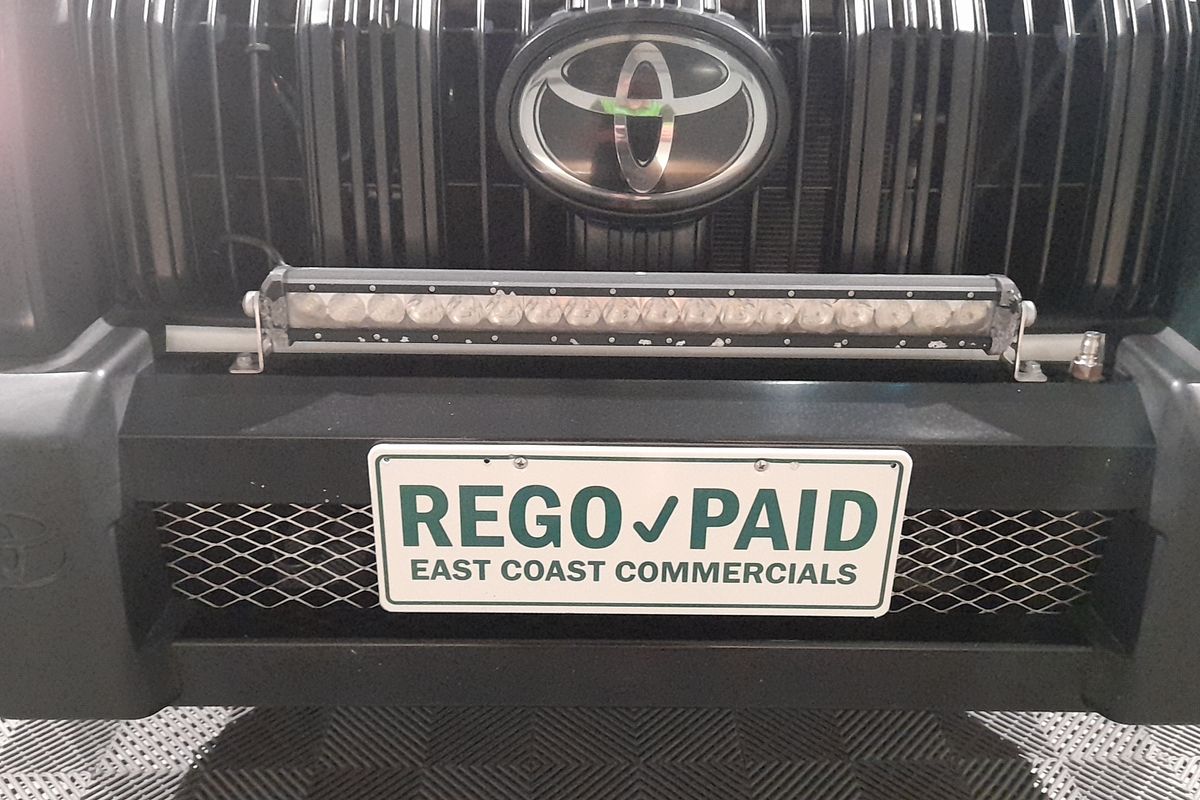 REGO ✓ PAID
EAST COAST COMMERCIALS